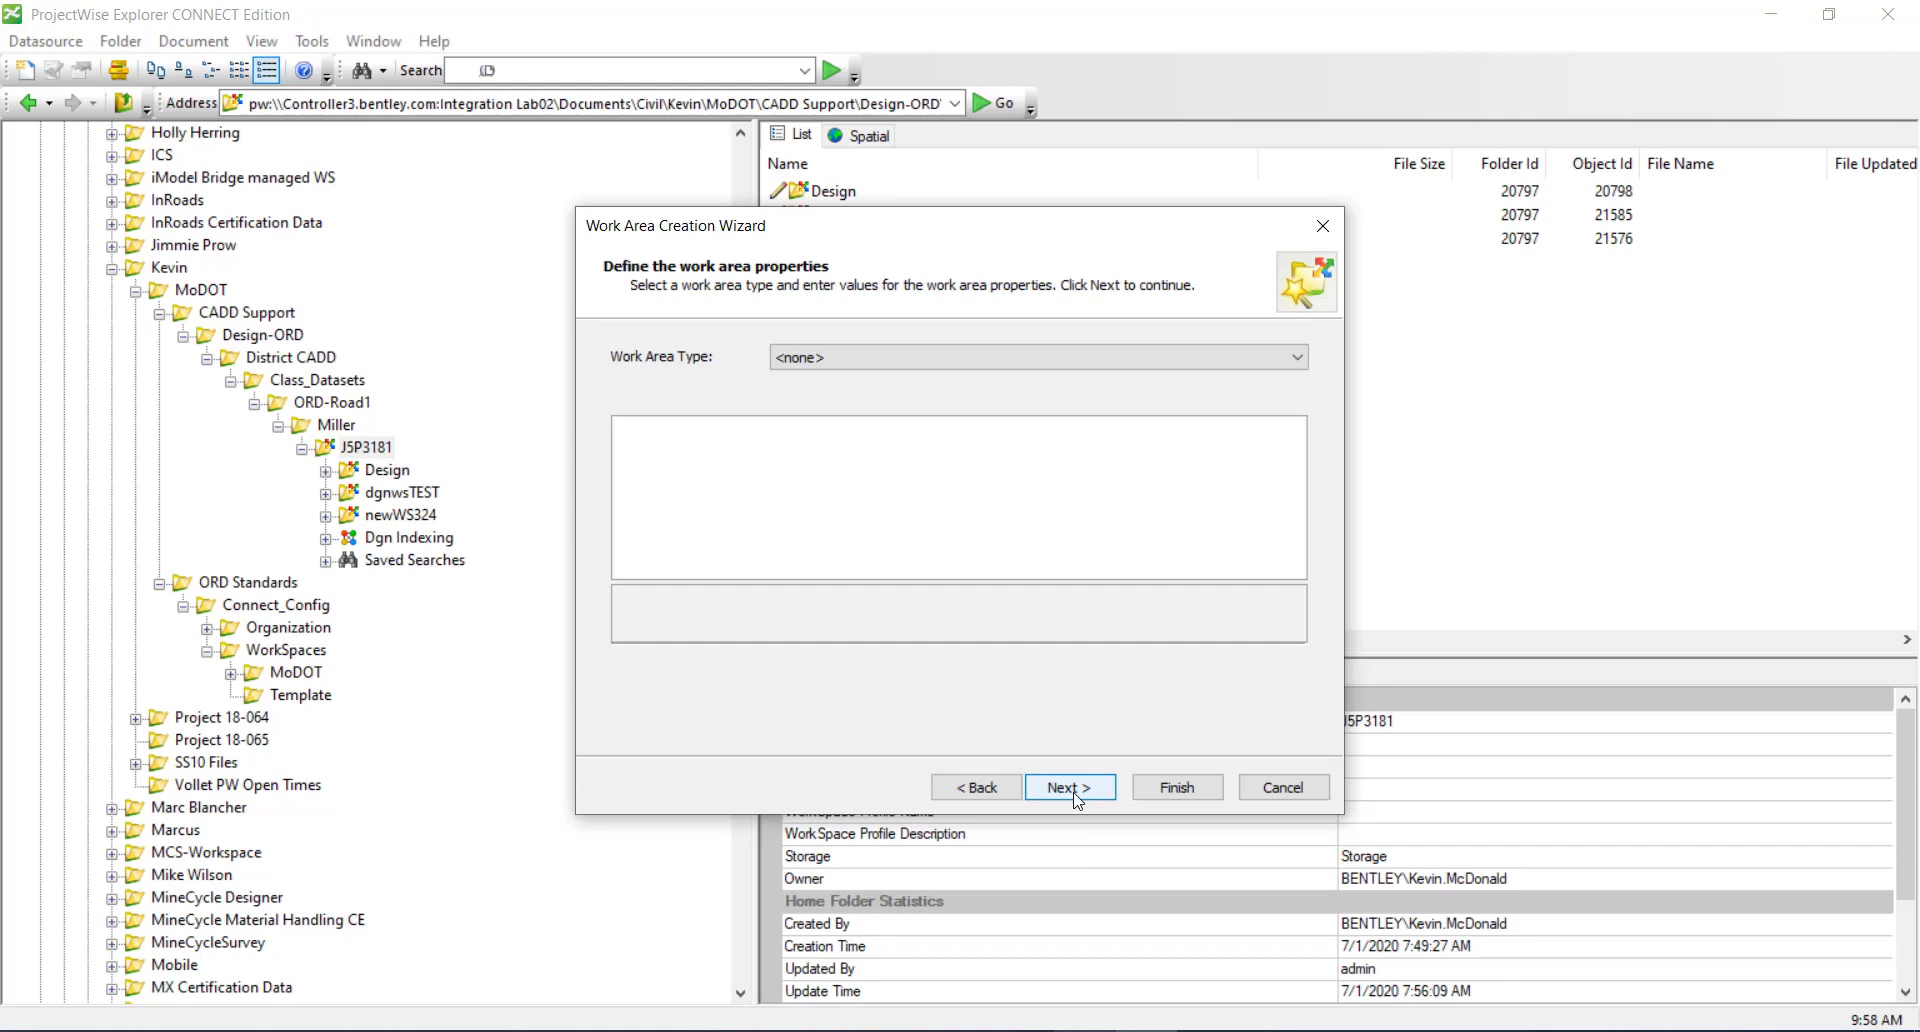 ProjectWise Explorer CONNECT Edition
Datasource Folder Document View Tools Window Help
Search
Address pw:\\Controller3.bentley.com:Integration Lab02\Documents\Civil\Kevin\MoDOT\CADD Support\Design-ORD\ Go
Holly Herring
ICS
iModel Bridge managed WS
InRoads
InRoads Certification Data
Jimmie Prow
Kevin
MoDOT
CADD Support
Design-ORD
District CADD
Class_Datasets
ORD-Road1
Miller
J5P3181
Design
dgnwsTEST
newWS324
Dgn Indexing
Saved Searches
ORD Standards
Connect_Config
Organization
WorkSpaces
MoDOT
Template
Project 18-064
Project 18-065
SS10 Files
Vollet PW Open Times
Marc Blancher
Marcus
MCS-Workspace
Mike Wilson
MineCycle Designer
MineCycle Material Handling CE
MineCycleSurvey
Mobile
MX Certification Data
List Spatial
Name File Size Folder Id Object Id File Name File Updated
Design 20797 20798
20797 21585
20797 21576
Work Area Creation Wizard
Define the work area properties
Select a work area type and enter values for the work area properties. Click Next to continue.
Work Area Type: <none>
< Back Next > Finish Cancel
J5P3181
WorkSpace Profile Description
Storage Storage
Owner BENTLEY\Kevin.McDonald
Home Folder Statistics
Created By BENTLEY\Kevin.McDonald
Creation Time 7/1/2020 7:49:27 AM
Updated By admin
Update Time 7/1/2020 7:56:09 AM
9:58 AM